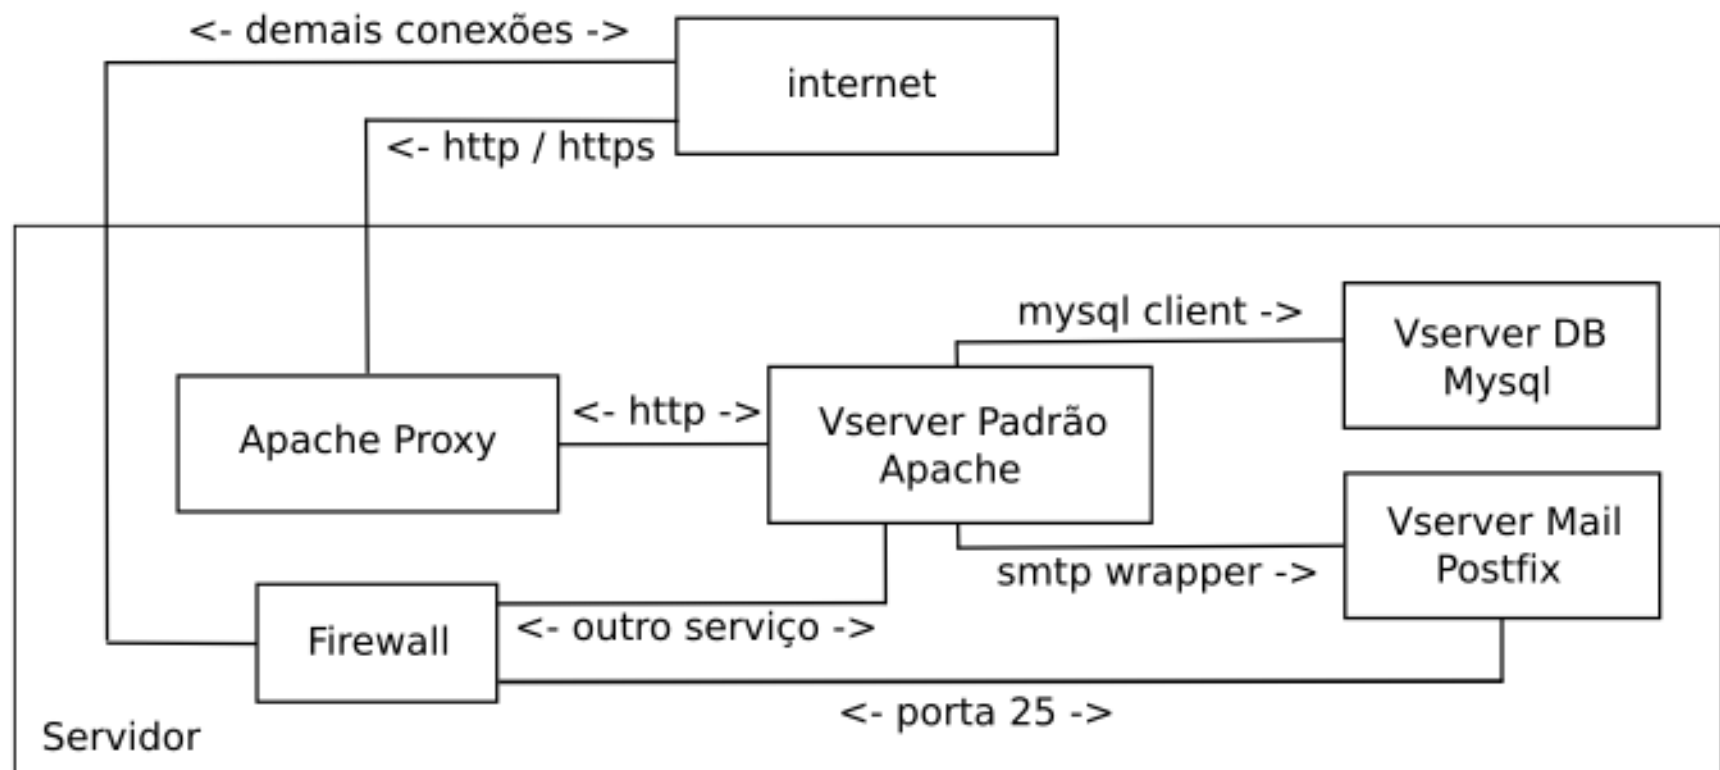 <- demais conexões ->
internet
<- http / https
mysql client ->
Vserver DB
Mysql
<- http ->
Apache Proxy
Vserver Padrão
Apache
Vserver Mail
Postfix
smtp wrapper ->
Firewall
<- outro serviço ->
<- porta 25 ->
Servidor